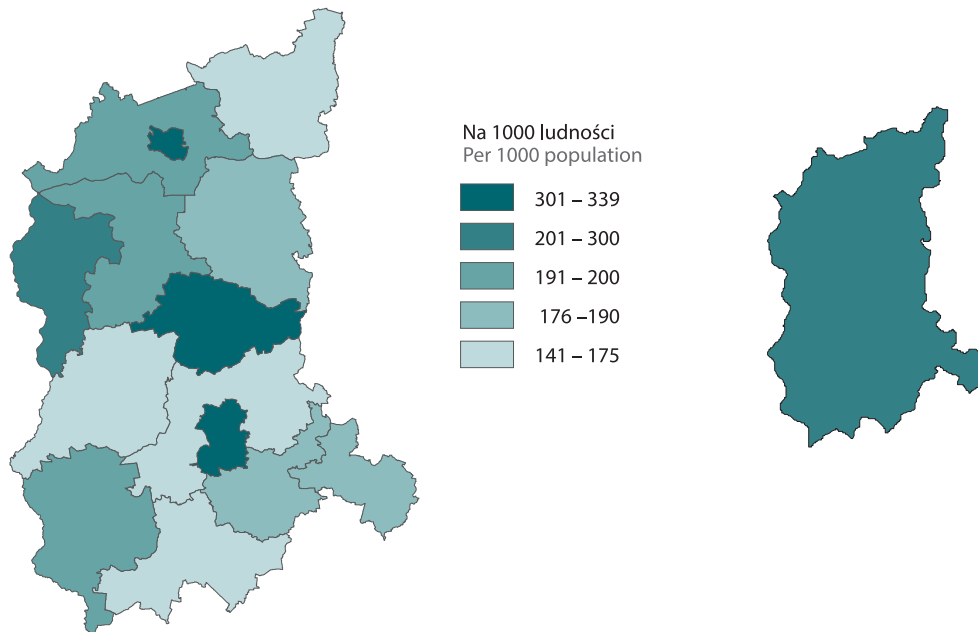 Na 1000 ludności
Per 1000 population
301 – 339
201 – 300
191 – 200
176 –190
141 – 175